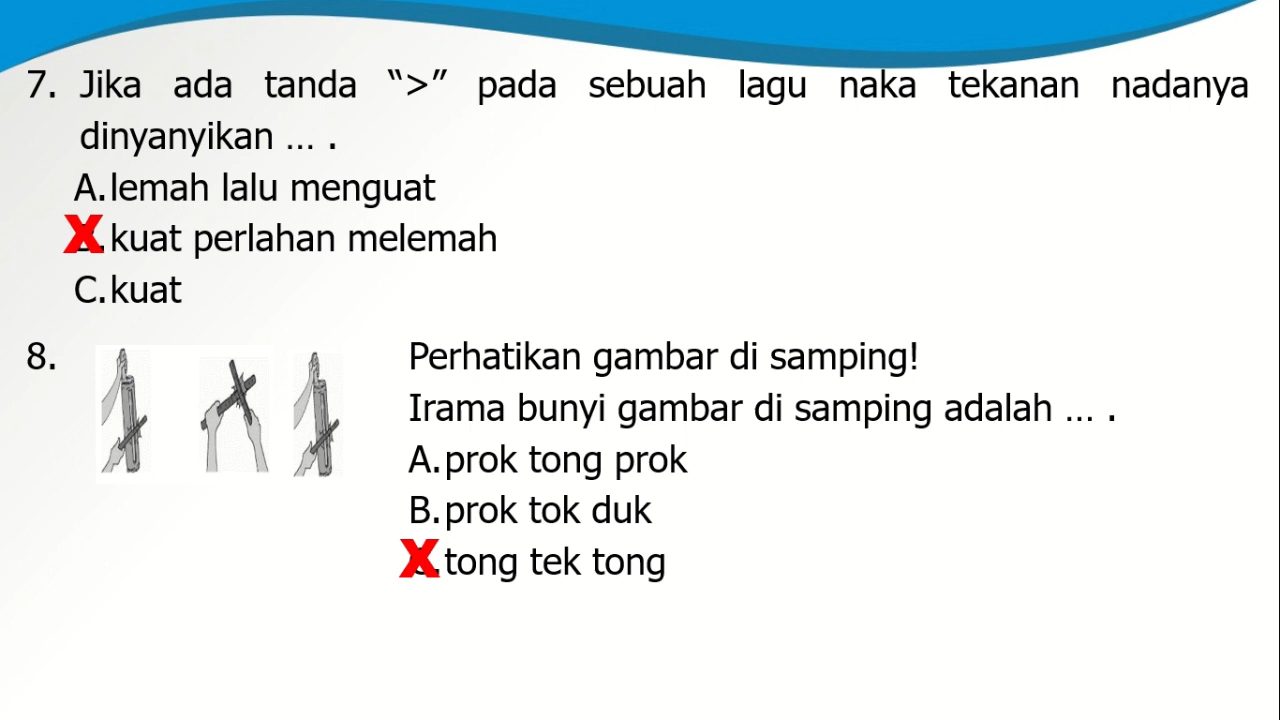 7. Jika ada tanda “>” pada sebuah lagu naka tekanan nadanya
dinyanyikan … .
A. lemah lalu menguat
X kuat perlahan melemah
C. kuat
8. Perhatikan gambar di samping!
Irama bunyi gambar di samping adalah … .
A. prok tong prok
B. prok tok duk
X tong tek tong